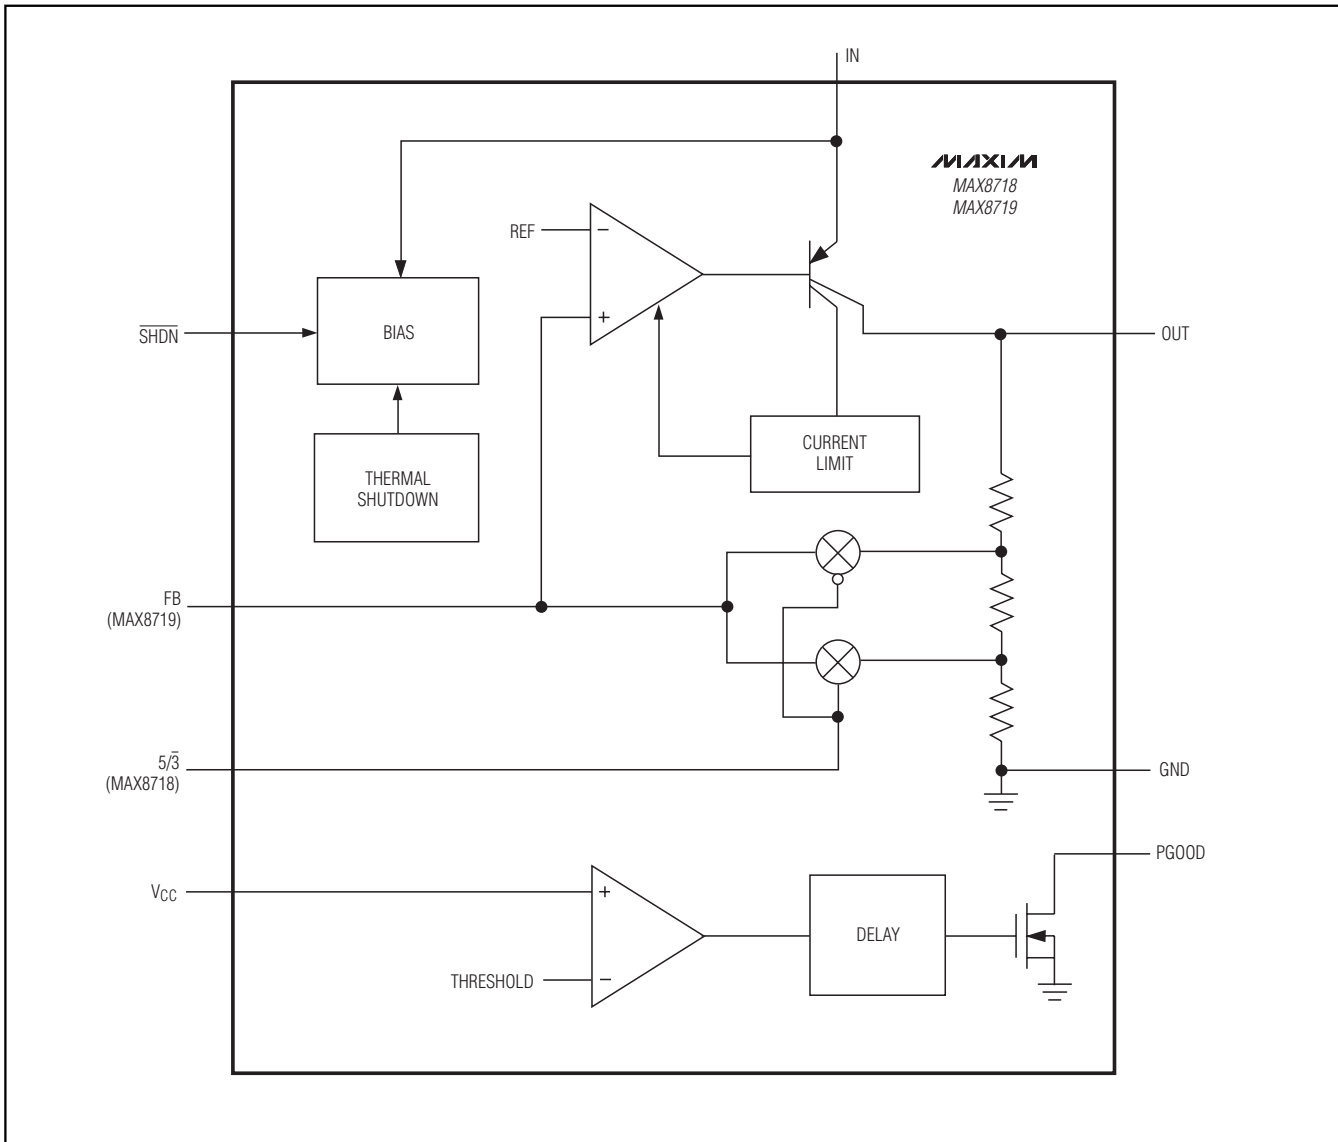 IN
MAXIM
MAX8718
MAX8719
REF
−
+
SHDN
BIAS
OUT
CURRENT
LIMIT
THERMAL
SHUTDOWN
FB
(MAX8719)
5/3̅
(MAX8718)
GND
PGOOD
VCC
+
DELAY
THRESHOLD
−